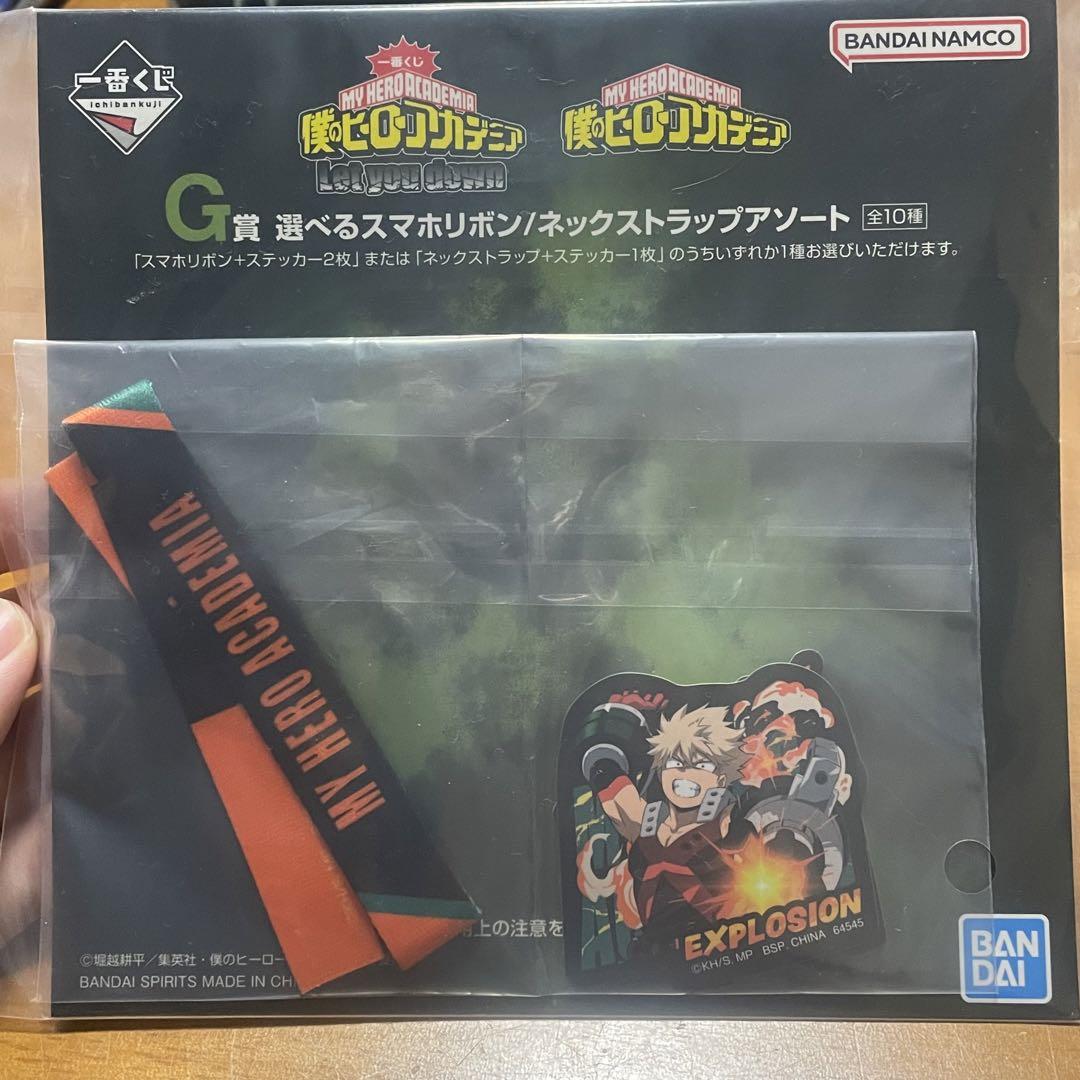 一番くじ
ichibankuji
一番くじ
MY HERO ACADEMIA
僕のヒーローアカデミア
Let you down
MY HERO ACADEMIA
僕のヒーローアカデミア
BANDAI NAMCO
G賞 選べるスマホリボン/ネックストラップアソート 全10種
「スマホリボン+ステッカー2枚」または「ネックストラップ+ステッカー1枚」のうちいずれか1種お選びいただけます。
MY HERO ACADEMIA
EXPLOSION
©KH/S. MP BSP. CHINA 64545
上の注意を
©堀越耕平/集英社・僕のヒーロー
BANDAI SPIRITS MADE IN CHI
BAN
DAI